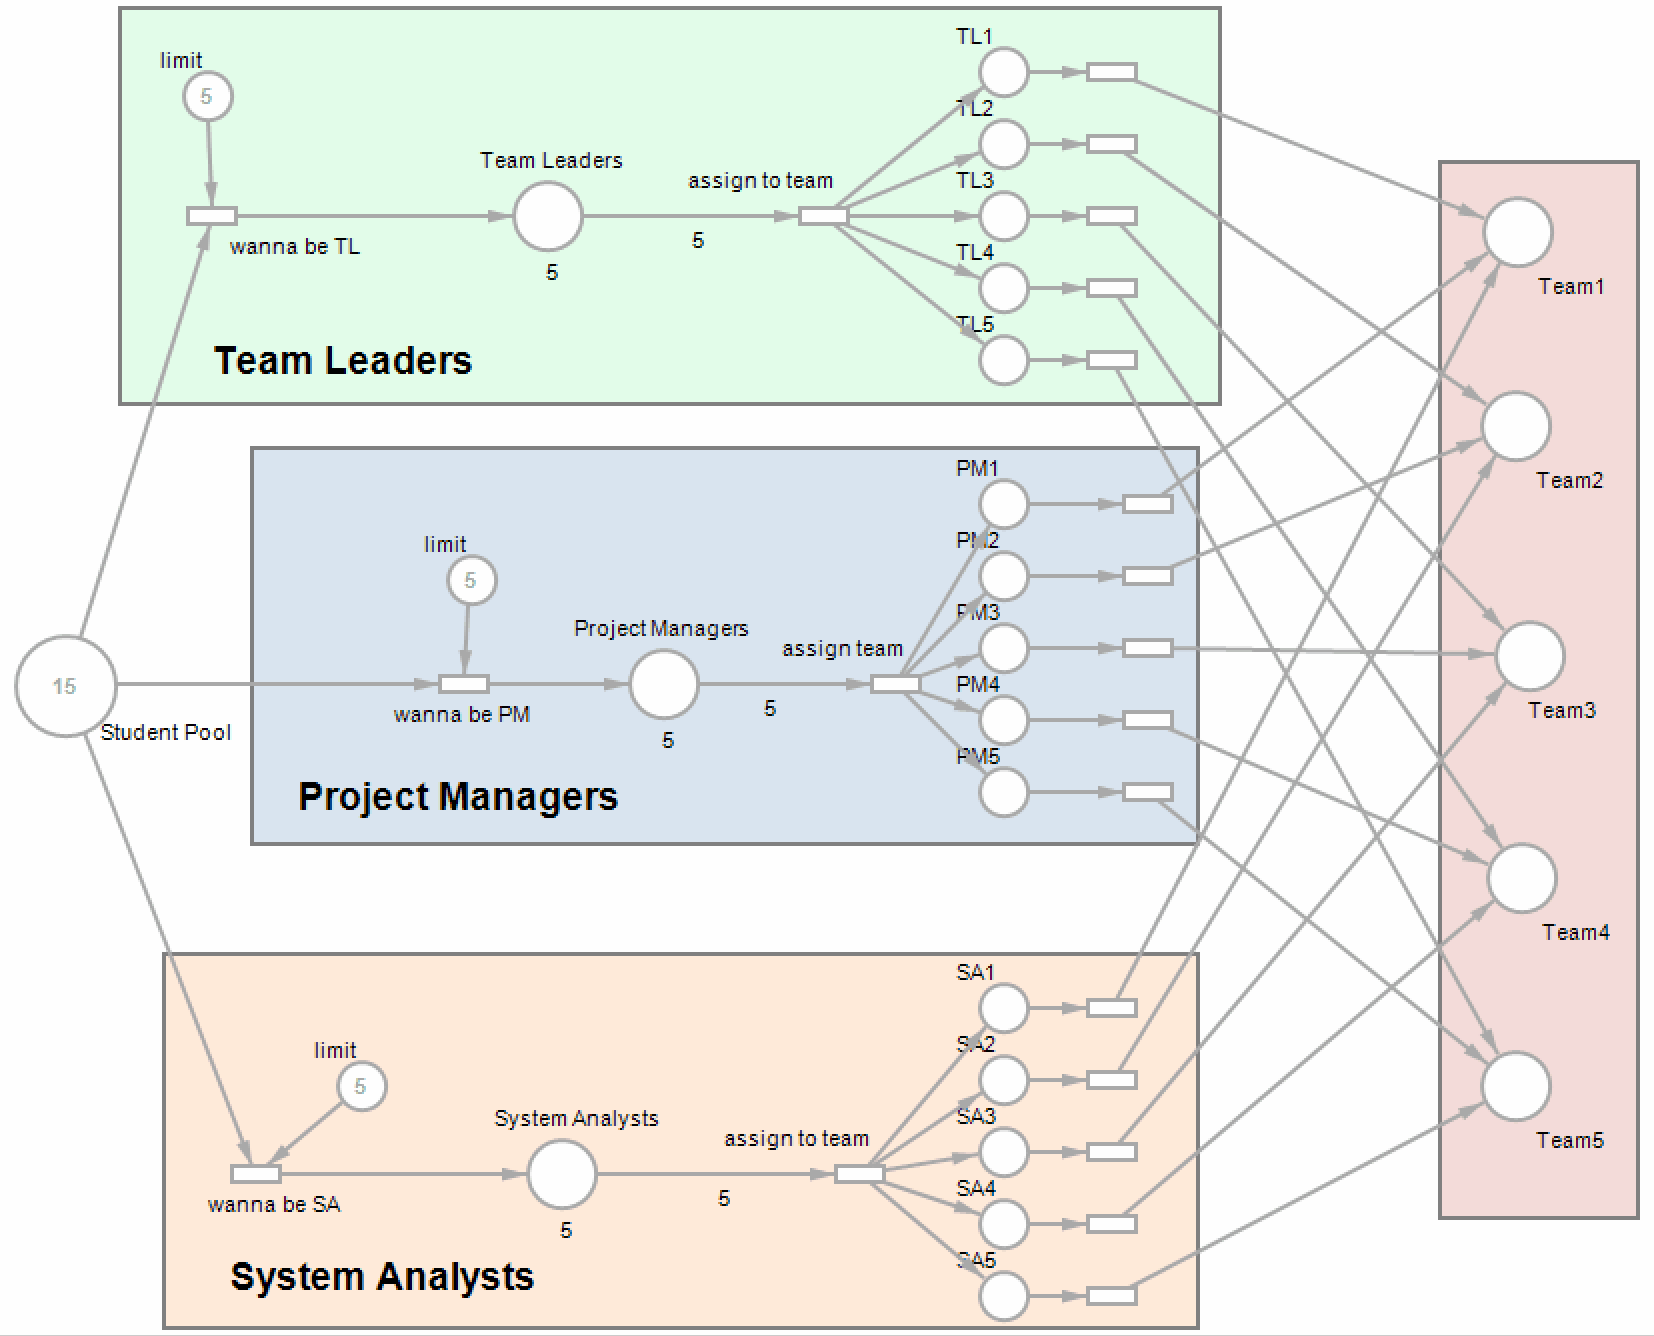 limit
5
wanna be TL
Team Leaders
5
5
assign to team
TL1
TL2
TL3
TL4
TL5
Team Leaders
15
Student Pool
limit
5
wanna be PM
Project Managers
5
5
assign team
PM1
PM2
PM3
PM4
PM5
Project Managers
limit
5
wanna be SA
System Analysts
5
5
assign to team
SA1
SA2
SA3
SA4
SA5
System Analysts
Team1
Team2
Team3
Team4
Team5